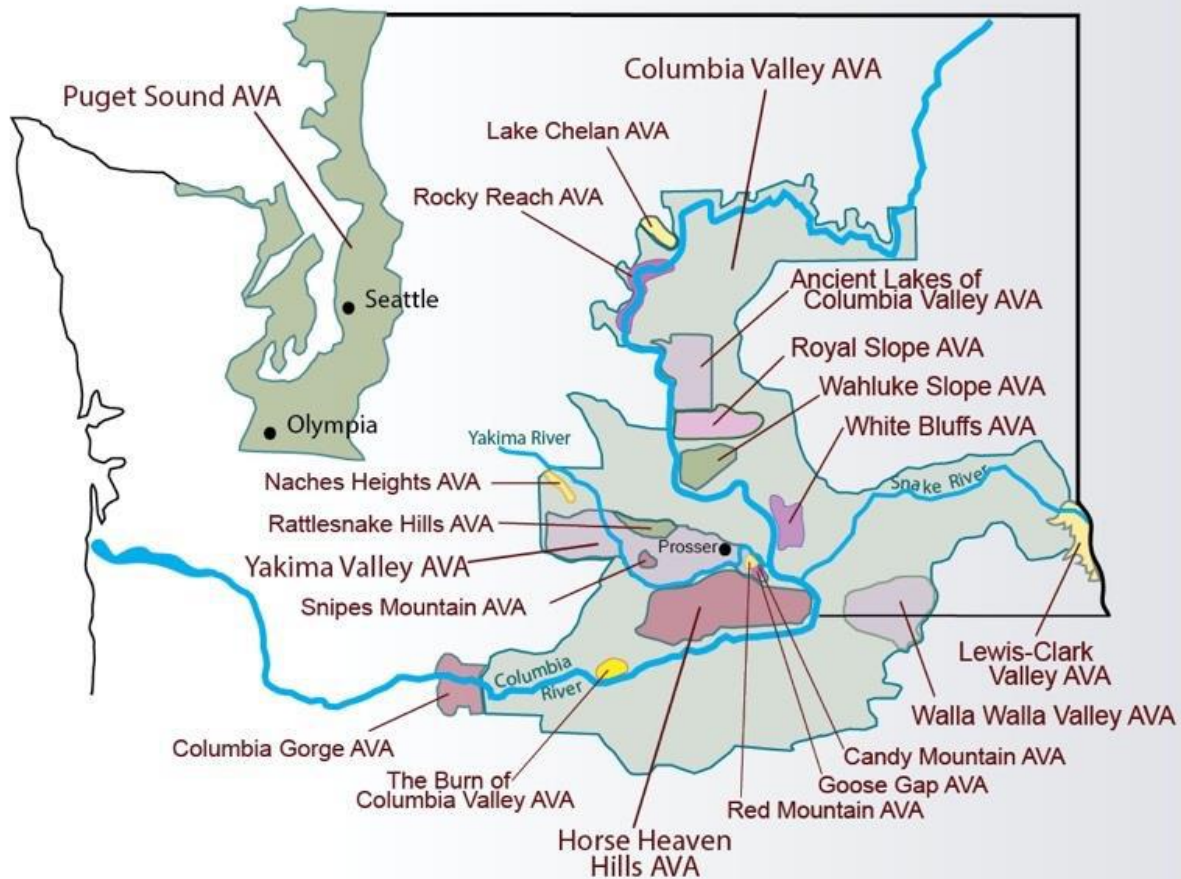 Columbia Valley AVA
Puget Sound AVA
Lake Chelan AVA
Rocky Reach AVA
Ancient Lakes of
Columbia Valley AVA
Seattle
Royal Slope AVA
Wahluke Slope AVA
Olympia
White Bluffs AVA
Yakima River
Naches Heights AVA
Snake River
Rattlesnake Hills AVA
Prosser
Yakima Valley AVA
Snipes Mountain AVA
Lewis-Clark
Valley AVA
Columbia
River
Walla Walla Valley AVA
Columbia Gorge AVA
Candy Mountain AVA
The Burn of
Columbia Valley AVA
Goose Gap AVA
Red Mountain AVA
Horse Heaven
Hills AVA